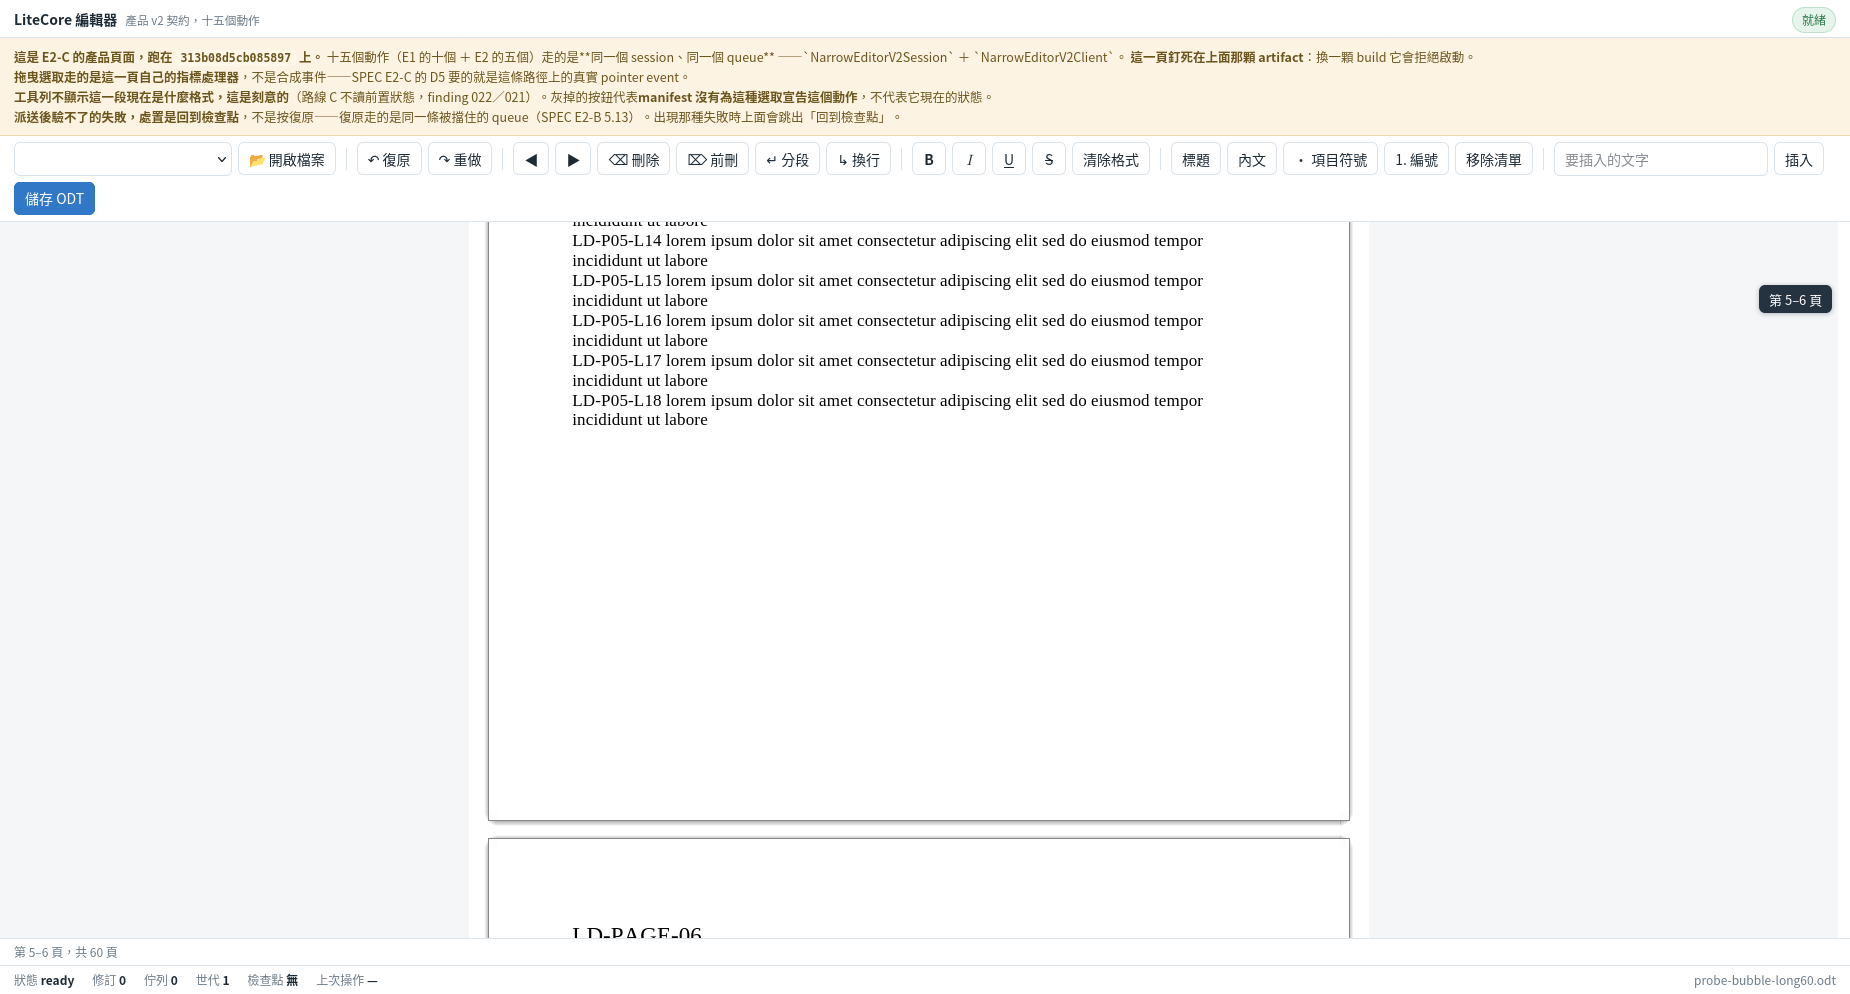 LiteCore 編輯器 產品 v2 契約，十五個動作 就緒
這是 E2-C 的產品頁面，跑在 313b08d5cb085897 上。 十五個動作（E1 的十個 ＋ E2 的五個）走的是**同一個 session、同一個 queue** ——`NarrowEditorV2Session` ＋ `NarrowEditorV2Client`。 這一頁釘死在上面那顆 artifact：換一顆 build 它會拒絕啟動。
拖曳選取走的是這一頁自己的指標處理器，不是合成事件——SPEC E2-C 的 D5 要的就是這條路徑上的真實 pointer event。
工具列不顯示這一段現在是什麼格式，這是刻意的（路線 C 不讀前置狀態，finding 022／021）。灰掉的按鈕代表manifest 沒有為這種選取宣告這個動作，不代表它現在的狀態。
派送後驗不了的失敗，處置是回到檢查點，不是按復原——復原走的是同一條被擋住的 queue（SPEC E2-B 5.13）。出現那種失敗時上面會跳出「回到檢查點」。
📂 開啟檔案 ↶ 復原 ↷ 重做 ◀ ▶ ⌫ 刪除 ⌦ 前刪 ↵ 分段 ↳ 換行 B I U S 清除格式 標題 內文 • 項目符號 1. 編號 移除清單 要插入的文字 插入
儲存 ODT
incididunt ut labore
LD-P05-L14 lorem ipsum dolor sit amet consectetur adipiscing elit sed do eiusmod tempor
incididunt ut labore
LD-P05-L15 lorem ipsum dolor sit amet consectetur adipiscing elit sed do eiusmod tempor
incididunt ut labore
LD-P05-L16 lorem ipsum dolor sit amet consectetur adipiscing elit sed do eiusmod tempor
incididunt ut labore
LD-P05-L17 lorem ipsum dolor sit amet consectetur adipiscing elit sed do eiusmod tempor
incididunt ut labore
LD-P05-L18 lorem ipsum dolor sit amet consectetur adipiscing elit sed do eiusmod tempor
incididunt ut labore
第 5–6 頁
LD-PAGE-06
第 5–6 頁，共 60 頁
狀態 ready 修訂 0 佇列 0 世代 1 檢查點 無 上次操作 — probe-bubble-long60.odt